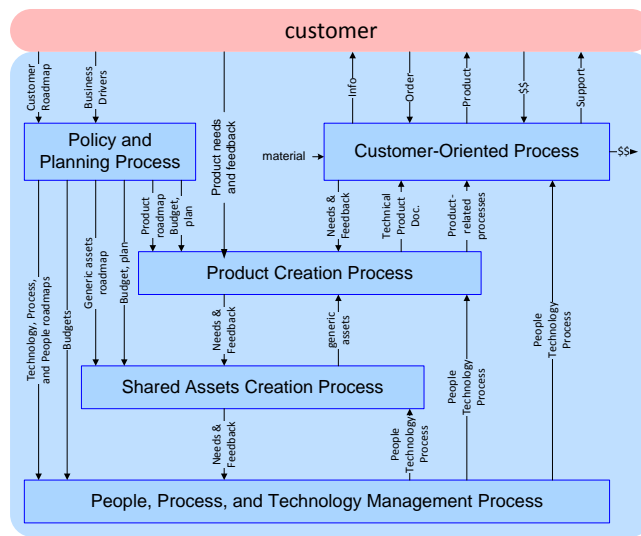 customer
Customer
Roadmap
Business
Drivers
Product needs
and feedback
Info
Order
Product
$$
Support
Policy and
Planning Process
material
Customer-Oriented Process
$$
Technology, Process,
and People roadmaps
Budgets
Generic assets
roadmap
Budget, plan
Product
roadmap
Budget,
plan
Needs &
Feedback
Technical
Product
Doc.
Product-
related
processes
Product Creation Process
Needs &
Feedback
generic
assets
People
Technology
Process
People
Technology
Process
Shared Assets Creation Process
Needs &
Feedback
People
Technology
Process
People, Process, and Technology Management Process